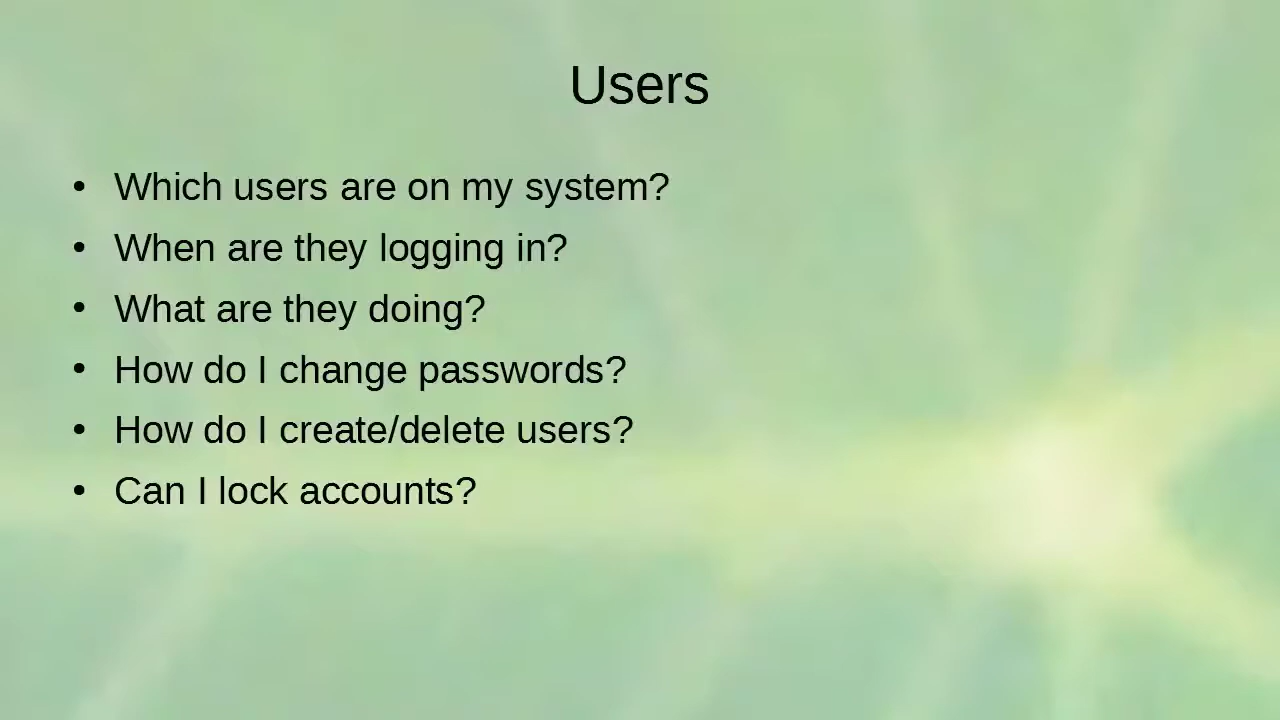 Users
• Which users are on my system?
• When are they logging in?
• What are they doing?
• How do I change passwords?
• How do I create/delete users?
• Can I lock accounts?